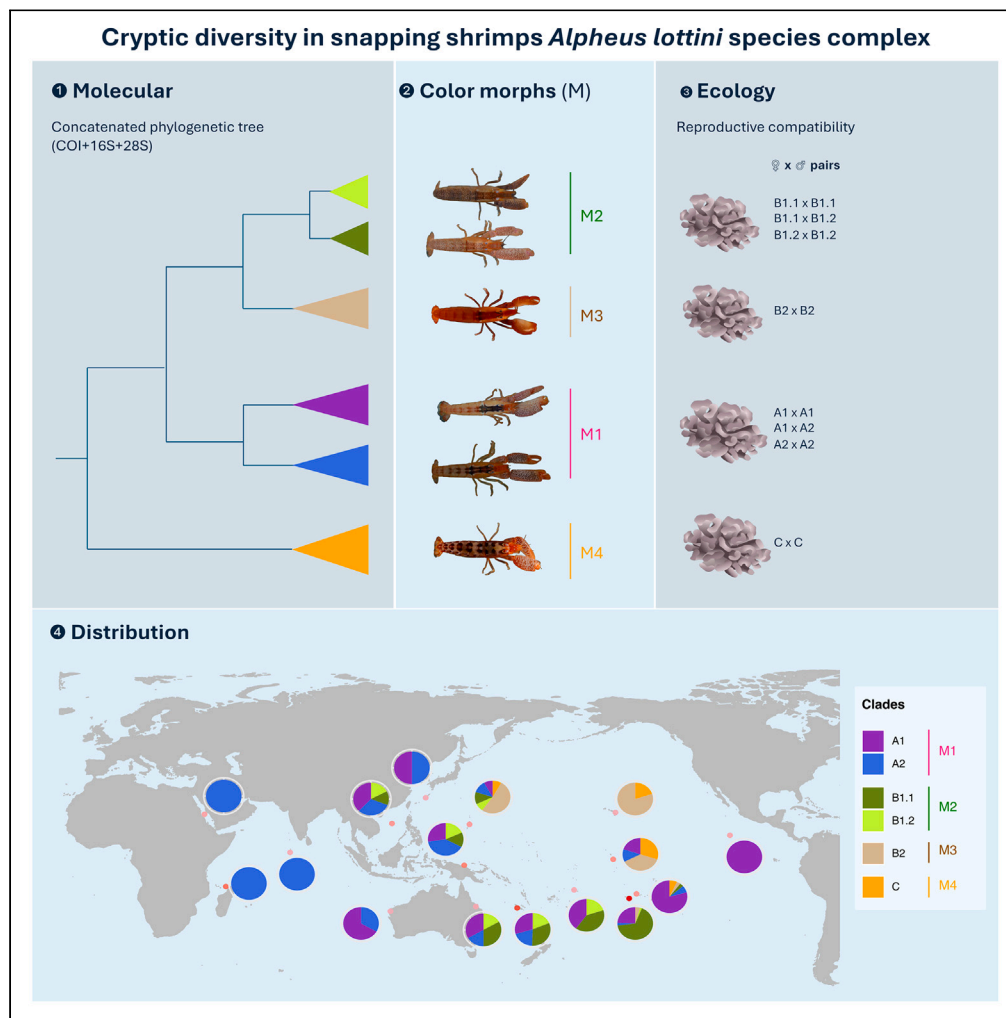 Cryptic diversity in snapping shrimps Alpheus lottini species complex
❶ Molecular
Concatenated phylogenetic tree
(COI+16S+28S)
❷ Color morphs (M)
M2
M3
M1
M4
❸ Ecology
Reproductive compatibility
♀ x ♂ pairs
B1.1 x B1.1
B1.1 x B1.2
B1.2 x B1.2
B2 x B2
A1 x A1
A1 x A2
A2 x A2
C x C
❹ Distribution
Clades
A1
A2
M1
B1.1
B1.2
M2
B2
M3
C
M4